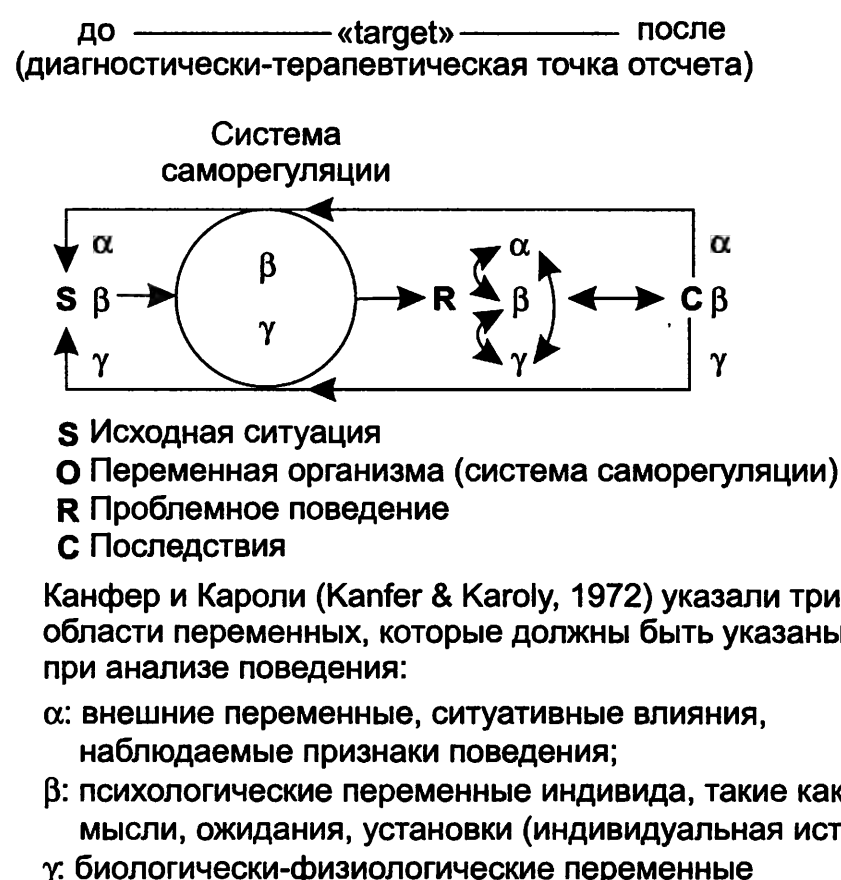 до «target» после
(диагностически-терапевтическая точка отсчета)
Система
саморегуляции
α β α α
S β γ R β C β
γ γ γ
S Исходная ситуация
O Переменная организма (система саморегуляции)
R Проблемное поведение
C Последствия
Канфер и Кароли (Kanfer & Karoly, 1972) указали три
области переменных, которые должны быть указаны
при анализе поведения:
α: внешние переменные, ситуативные влияния,
наблюдаемые признаки поведения;
β: психологические переменные индивида, такие как
мысли, ожидания, установки (индивидуальная ист
γ: биологически-физиологические переменные